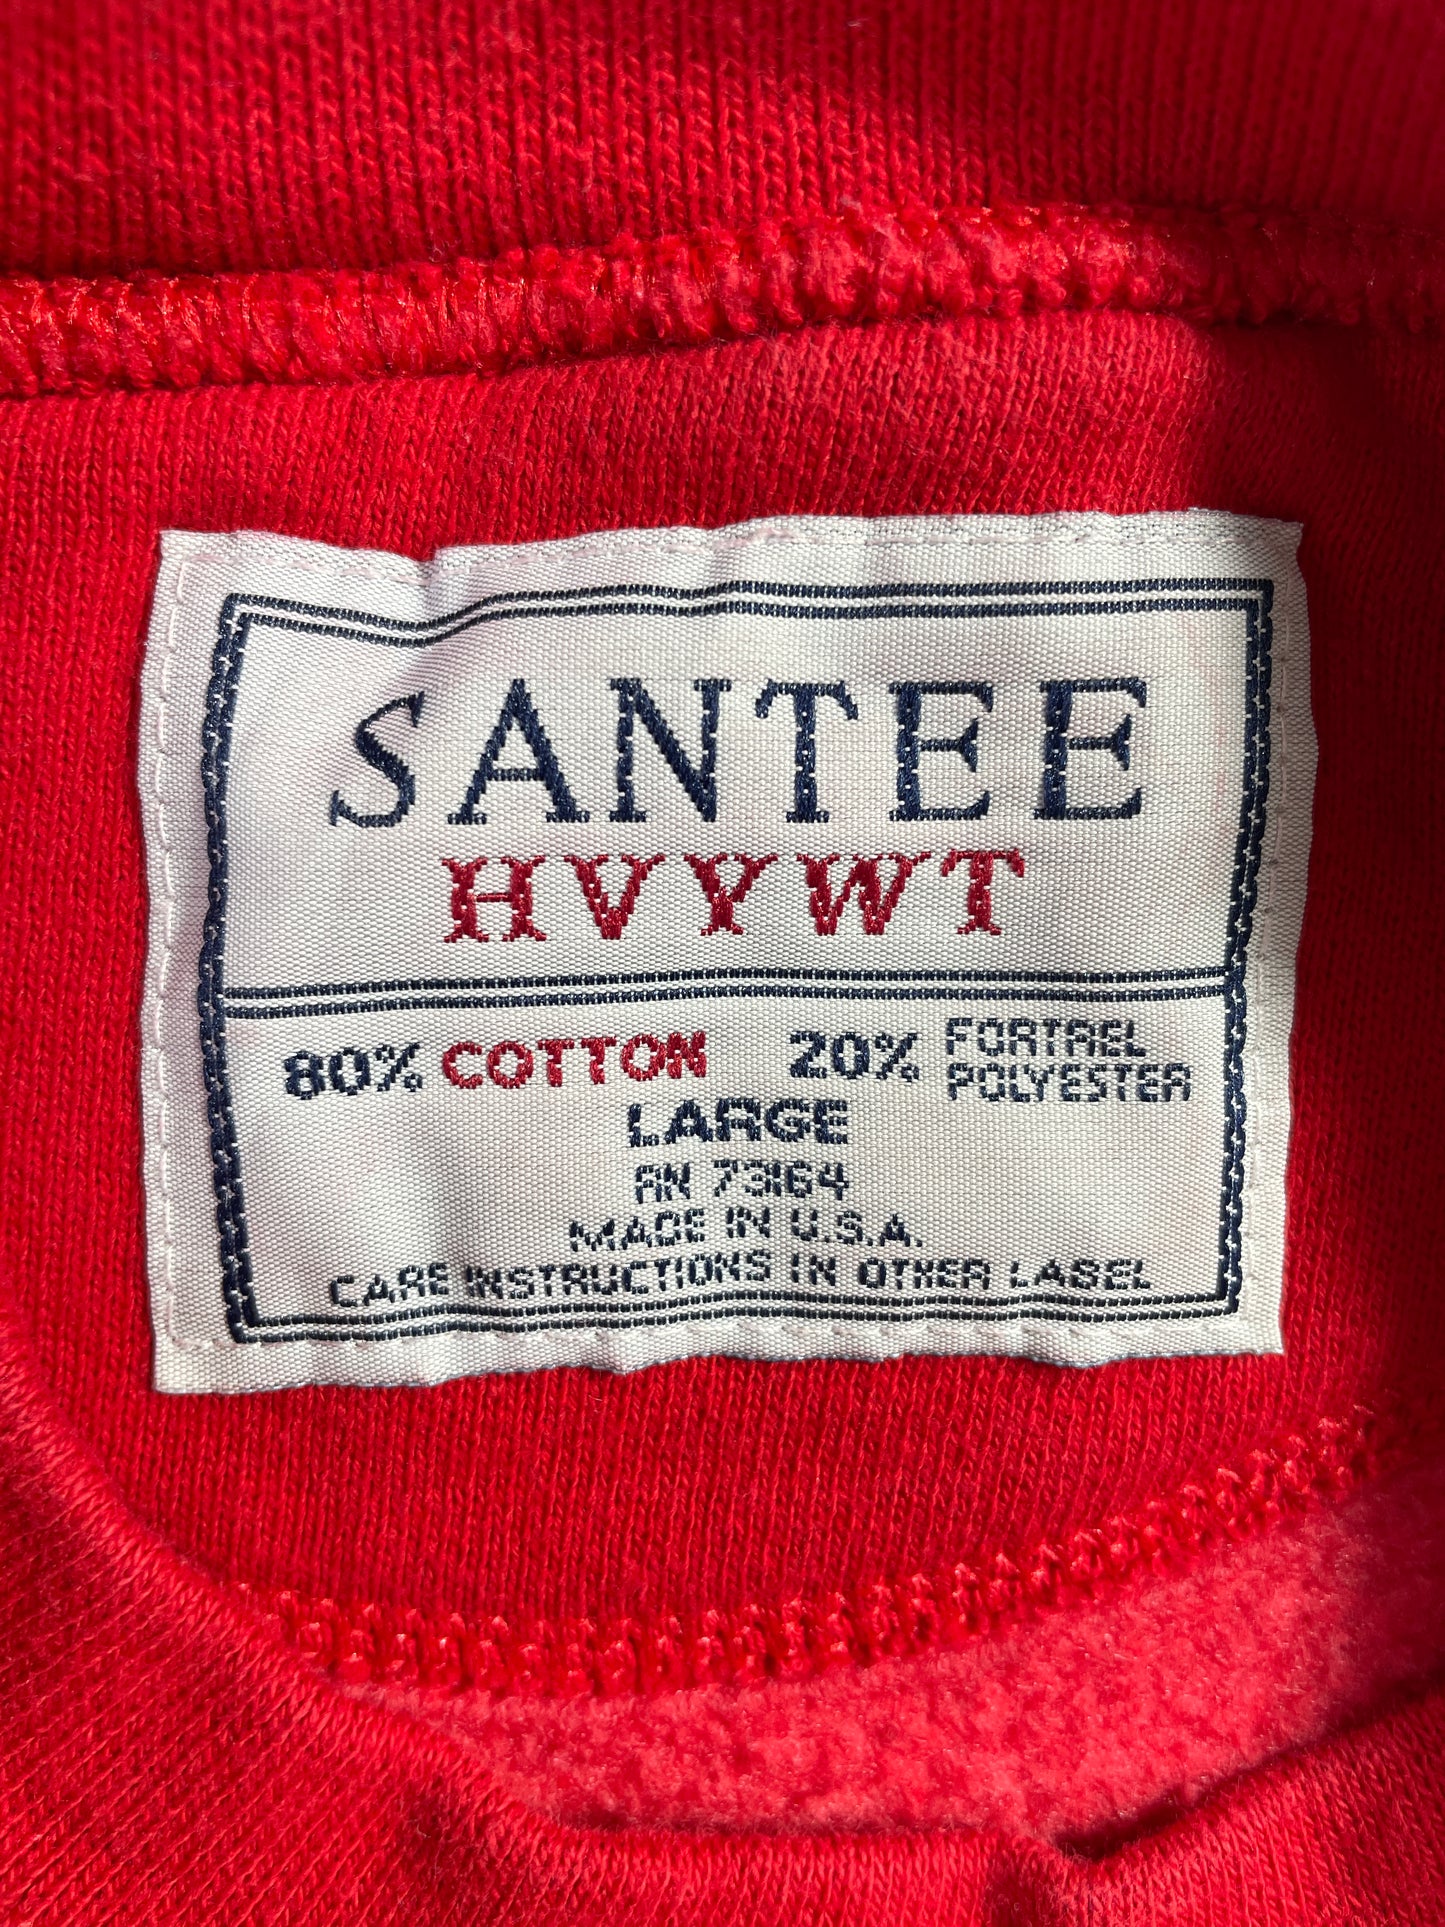 SANTEE
HVYWT
80% COTTON 20% FORTREL POLYESTER
LARGE
RN 73164
MADE IN U.S.A.
CARE INSTRUCTIONS IN OTHER LABEL